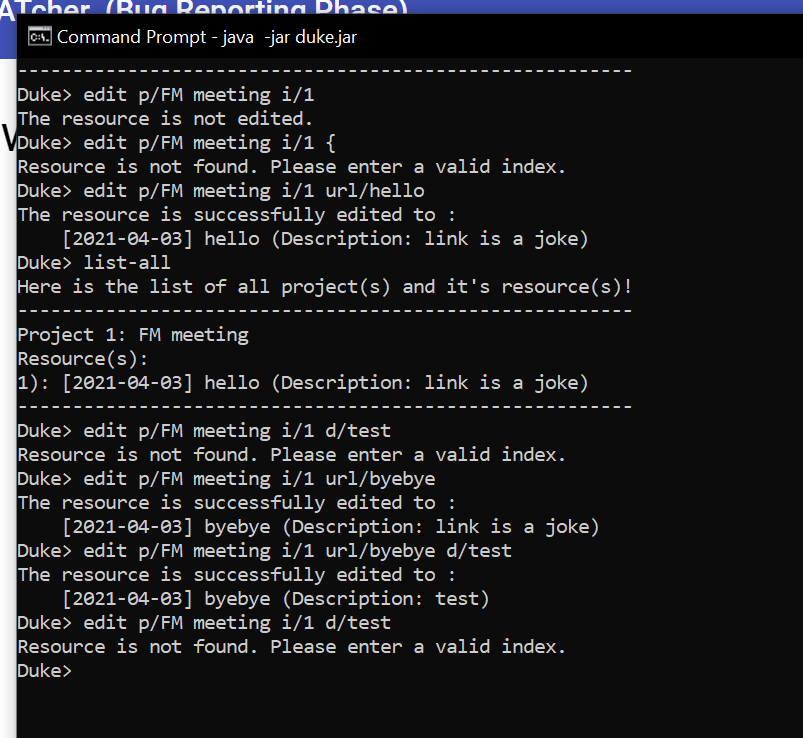 ATcher (Bug Reporting Phase)
Command Prompt - java -jar duke.jar
--------------------------------------------------------
Duke> edit p/FM meeting i/1
The resource is not edited.
Duke> edit p/FM meeting i/1 {
Resource is not found. Please enter a valid index.
Duke> edit p/FM meeting i/1 url/hello
The resource is successfully edited to :
    [2021-04-03] hello (Description: link is a joke)
Duke> list-all
Here is the list of all project(s) and it's resource(s)!
--------------------------------------------------------
Project 1: FM meeting
Resource(s):
1): [2021-04-03] hello (Description: link is a joke)
--------------------------------------------------------
Duke> edit p/FM meeting i/1 d/test
Resource is not found. Please enter a valid index.
Duke> edit p/FM meeting i/1 url/byebye
The resource is successfully edited to :
    [2021-04-03] byebye (Description: link is a joke)
Duke> edit p/FM meeting i/1 url/byebye d/test
The resource is successfully edited to :
    [2021-04-03] byebye (Description: test)
Duke> edit p/FM meeting i/1 d/test
Resource is not found. Please enter a valid index.
Duke>